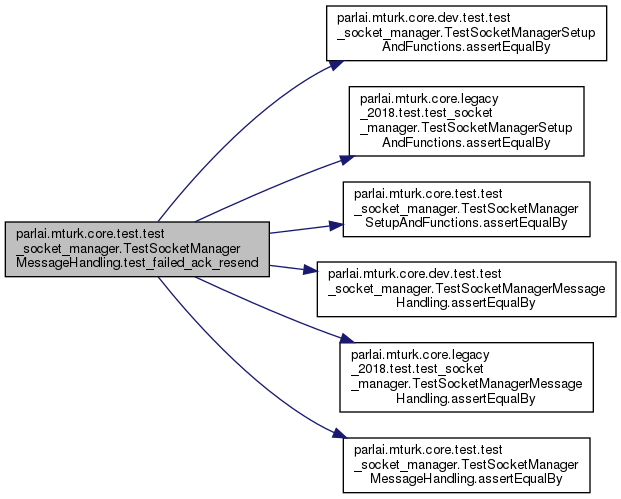 parlai.mturk.core.test.test
_socket_manager.TestSocketManager
MessageHandling.test_failed_ack_resend
parlai.mturk.core.dev.test.test
_socket_manager.TestSocketManagerSetup
AndFunctions.assertEqualBy
parlai.mturk.core.legacy
_2018.test.test_socket
_manager.TestSocketManagerSetup
AndFunctions.assertEqualBy
parlai.mturk.core.test.test
_socket_manager.TestSocketManager
SetupAndFunctions.assertEqualBy
parlai.mturk.core.dev.test.test
_socket_manager.TestSocketManagerMessage
Handling.assertEqualBy
parlai.mturk.core.legacy
_2018.test.test_socket
_manager.TestSocketManagerMessage
Handling.assertEqualBy
parlai.mturk.core.test.test
_socket_manager.TestSocketManager
MessageHandling.assertEqualBy